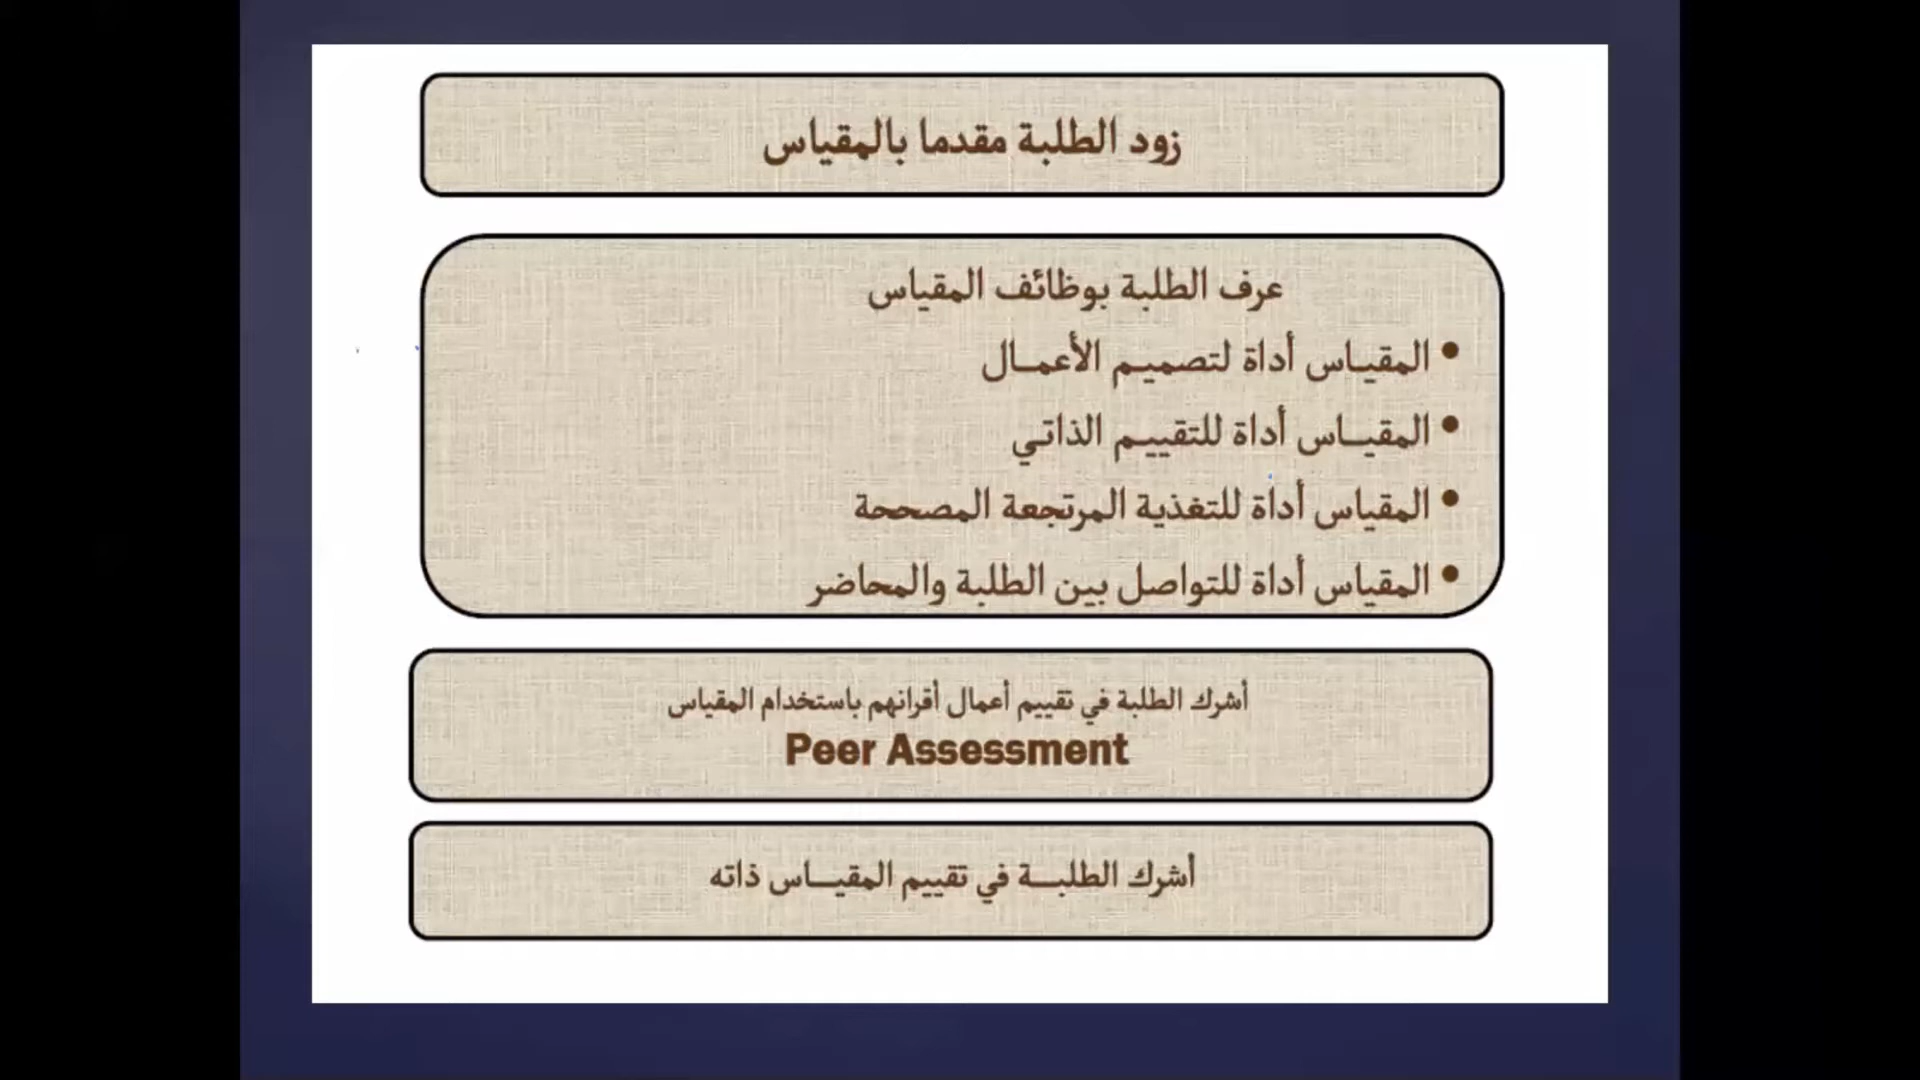 زود الطلبة مقدما بالمقياس
عرف الطلبة بوظائف المقياس
• المقياس أداة لتصميم الأعمال
• المقياس أداة للتقييم الذاتي
• المقياس أداة للتغذية المرتجعة المصححة
• المقياس أداة للتواصل بين الطلبة والمحاضر
أشرك الطلبة في تقييم أعمال أقرانهم باستخدام المقياس
Peer Assessment
أشرك الطلبة في تقييم المقياس ذاته